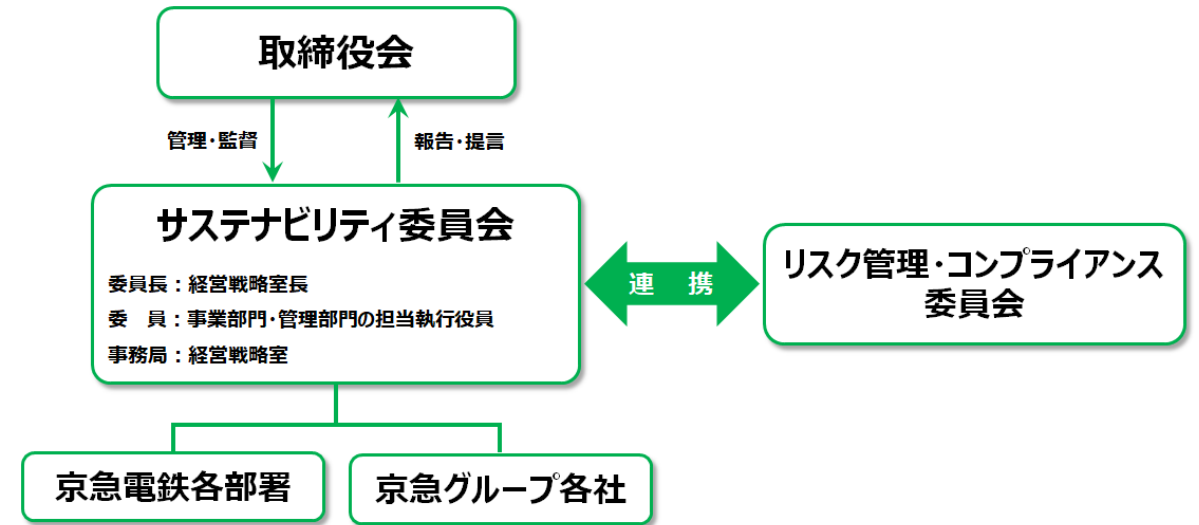 取締役会
管理・監督
報告・提言
サステナビリティ委員会
委員長：経営戦略室長
委　員：事業部門・管理部門の担当執行役員
事務局：経営戦略室
連　携
リスク管理・コンプライアンス
委員会
京急電鉄各部署
京急グループ各社